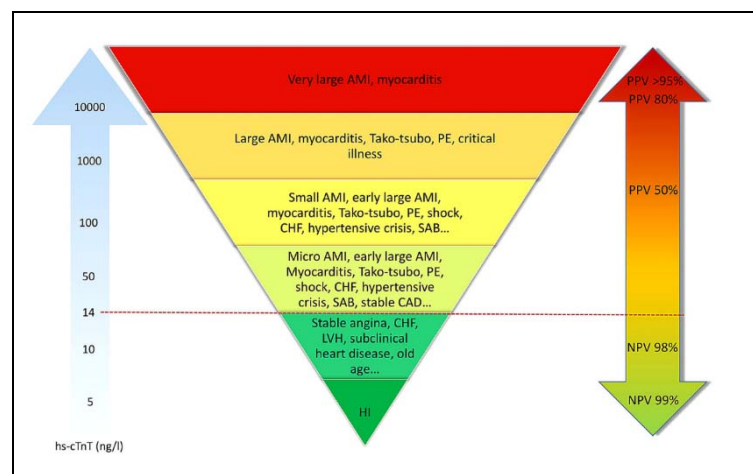 10000
1000
100
50
14
10
5
hs-cTnT (ng/l)
Very large AMI, myocarditis
Large AMI, myocarditis, Tako-tsubo, PE, critical
illness
Small AMI, early large AMI,
myocarditis, Tako-tsubo, PE, shock,
CHF, hypertensive crisis, SAB...
Micro AMI, early large AMI,
Myocarditis, Tako-tsubo, PE,
shock, CHF, hypertensive
crisis, SAB, stable CAD...
Stable angina, CHF,
LVH, subclinical
heart disease, old
age...
HI
PPV >95%
PPV 80%
PPV 50%
NPV 98%
NPV 99%